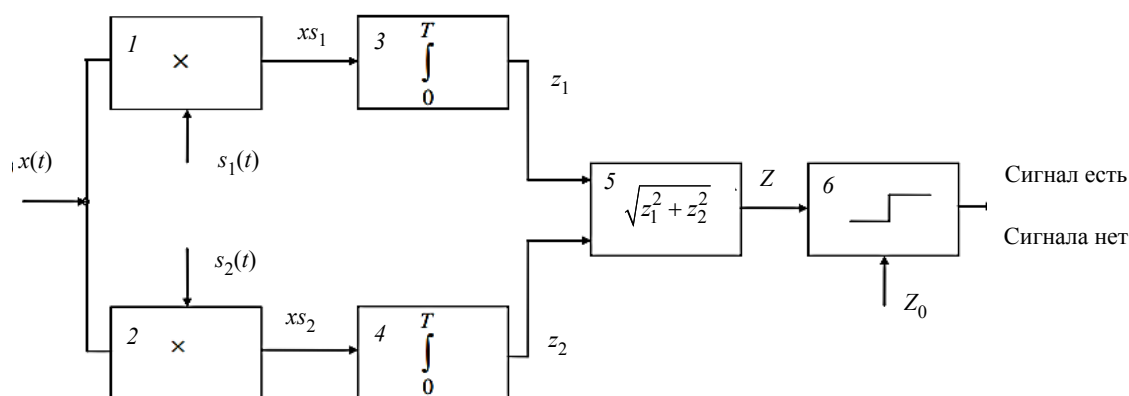 1
×
xs₁
3
T
∫
0
z₁
x(t)
s₁(t)
5
√(z₁² + z₂²)
Z
6
Сигнал есть
Сигнала нет
Z₀
s₂(t)
2
×
xs₂
4
T
∫
0
z₂